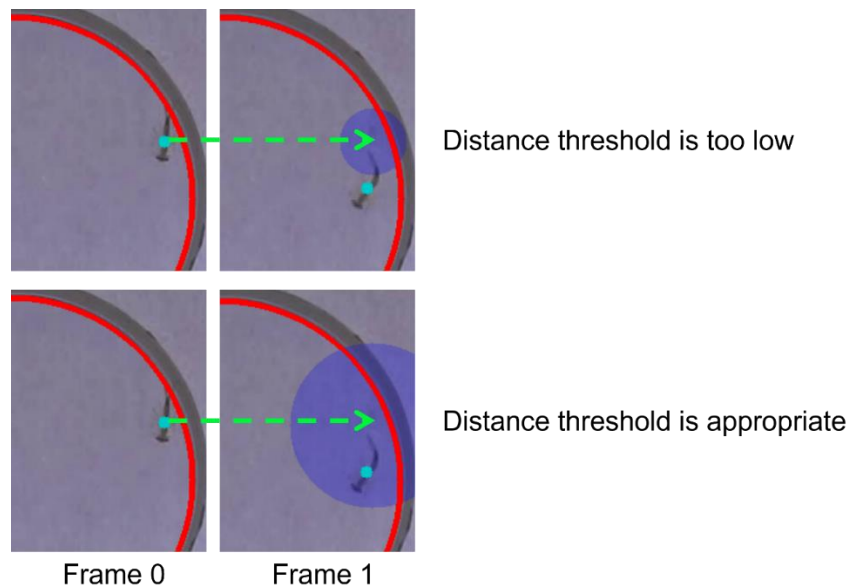 Distance threshold is too low
Distance threshold is appropriate
Frame 0
Frame 1